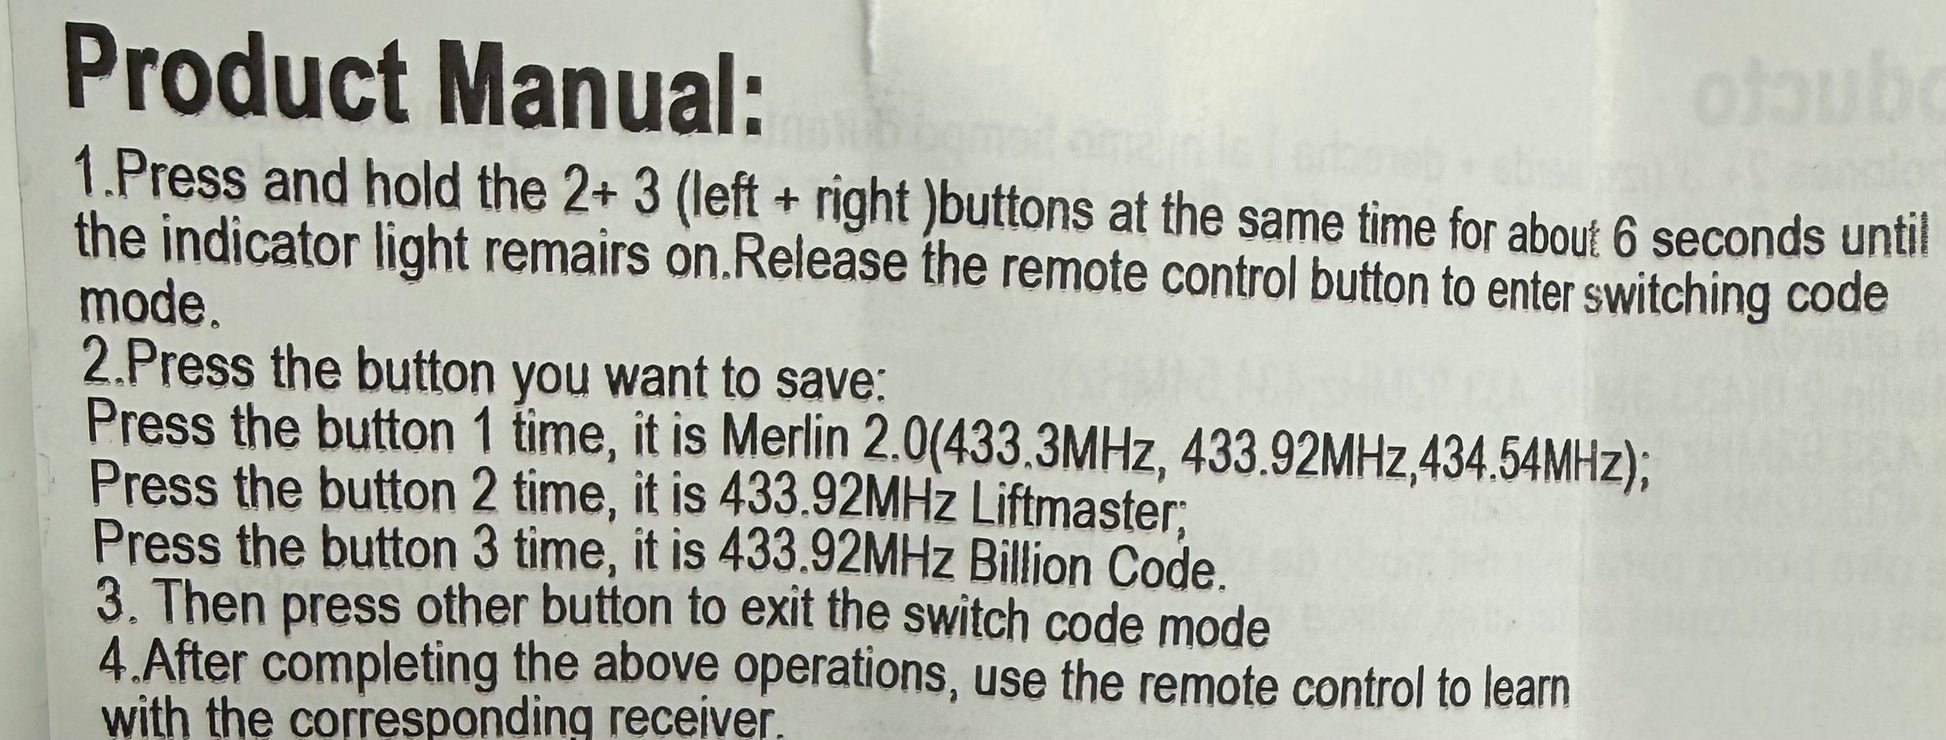 Product Manual:
1.Press and hold the 2+ 3 (left + right )buttons at the same time for about 6 seconds until
the indicator light remairs on.Release the remote control button to enter switching code
mode.
2.Press the button you want to save:
Press the button 1 time, it is Merlin 2.0(433.3MHz, 433.92MHz,434.54MHz);
Press the button 2 time, it is 433.92MHz Liftmaster;
Press the button 3 time, it is 433.92MHz Billion Code.
3. Then press other button to exit the switch code mode
4.After completing the above operations, use the remote control to learn
with the corresponding receiver.